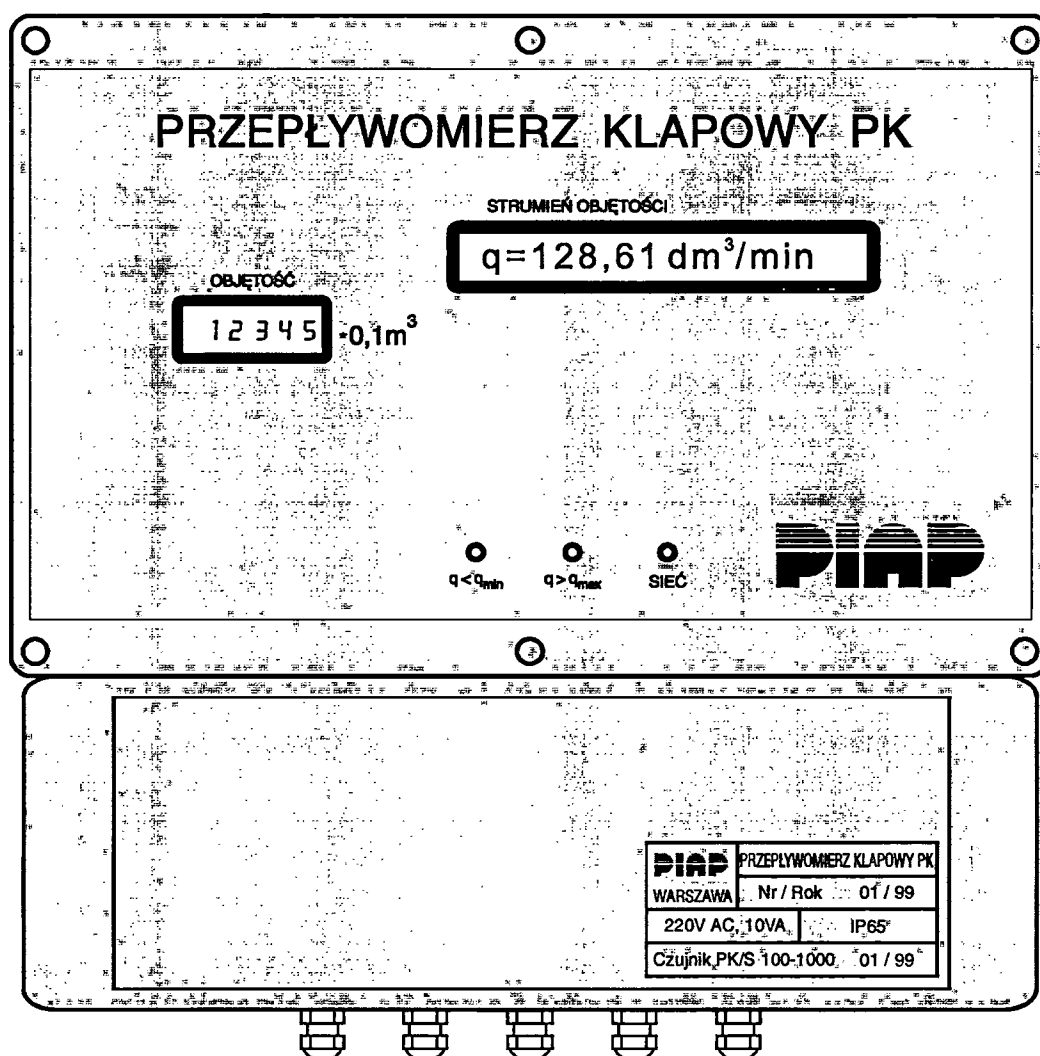 PRZEPŁYWOMIERZ KLAPOWY PK
STRUMIEŃ OBJĘTOŚCI
q=128,61 dm³/min
OBJĘTOŚĆ
12345 *0,1m³
q<qmin q>qmax SIEĆ
PIAP
PIAP PRZEPŁYWOMIERZ KLAPOWY PK
WARSZAWA Nr / Rok 01 / 99
220V AC, 10VA IP65
Czujnik PK/S 100-1000 01 / 99